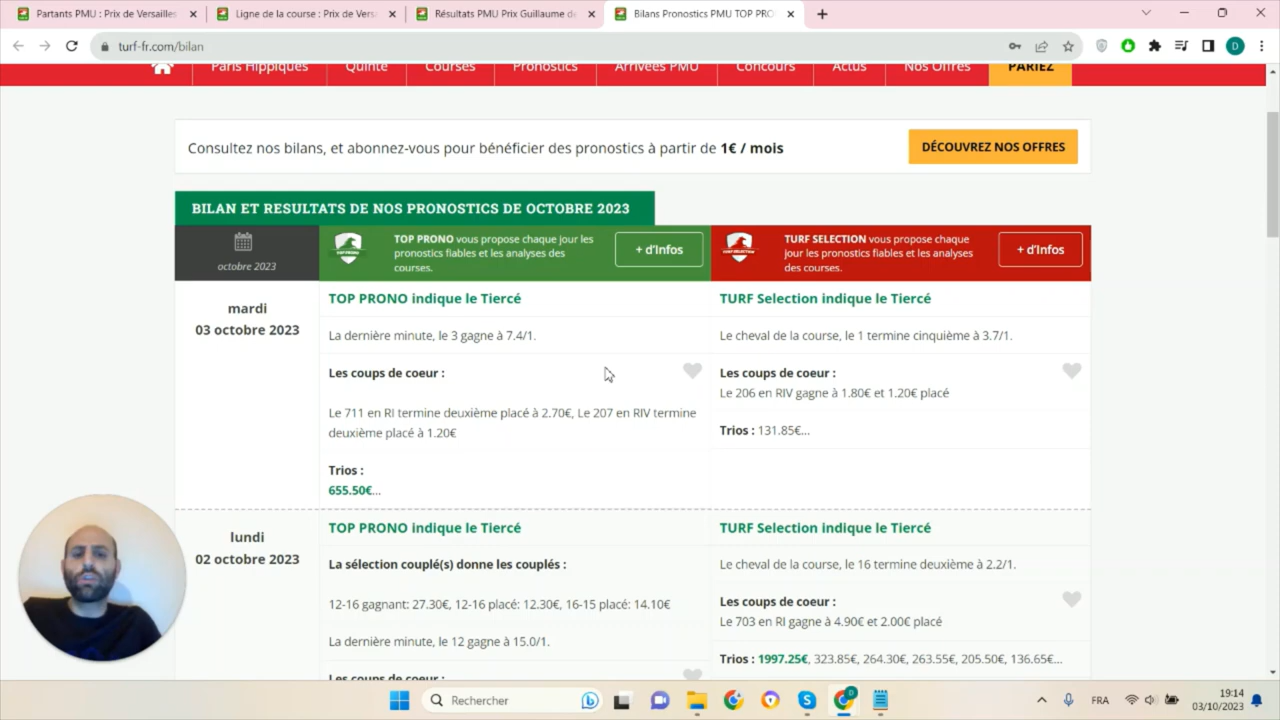 Partants PMU : Prix de Versailles
Ligne de la course : Prix de Vers
Résultats PMU Prix Guillaume de
Bilans Pronostics PMU TOP PRO
turf-fr.com/bilan
D
Paris Hippiques
Quinté
Courses
Pronostics
Arrivées PMU
Concours
Actus
Nos Offres
PARIEZ
Consultez nos bilans, et abonnez-vous pour bénéficier des pronostics à partir de 1€ / mois
DÉCOUVREZ NOS OFFRES
BILAN ET RESULTATS DE NOS PRONOSTICS DE OCTOBRE 2023
octobre 2023
TOP PRONO
TOP PRONO vous propose chaque jour les
pronostics fiables et les analyses des
courses.
+ d'Infos
TURF SELECTION
TURF SELECTION vous propose chaque
jour les pronostics fiables et les analyses
des courses.
+ d'Infos
mardi
03 octobre 2023
TOP PRONO indique le Tiercé
La dernière minute, le 3 gagne à 7.4/1.
Les coups de coeur :
Le 711 en RI termine deuxième placé à 2.70€, Le 207 en RIV termine
deuxième placé à 1.20€
Trios :
655.50€...
TURF Selection indique le Tiercé
Le cheval de la course, le 1 termine cinquième à 3.7/1.
Les coups de coeur :
Le 206 en RIV gagne à 1.80€ et 1.20€ placé
Trios : 131.85€...
lundi
02 octobre 2023
TOP PRONO indique le Tiercé
La sélection couplé(s) donne les couplés :
12-16 gagnant: 27.30€, 12-16 placé: 12.30€, 16-15 placé: 14.10€
La dernière minute, le 12 gagne à 15.0/1.
Les coups de coeur :
TURF Selection indique le Tiercé
Le cheval de la course, le 16 termine deuxième à 2.2/1.
Les coups de coeur :
Le 703 en RI gagne à 4.90€ et 2.00€ placé
Trios : 1997.25€, 323.85€, 264.30€, 263.55€, 205.50€, 136.65€...
Rechercher
FRA
19:14
03/10/2023